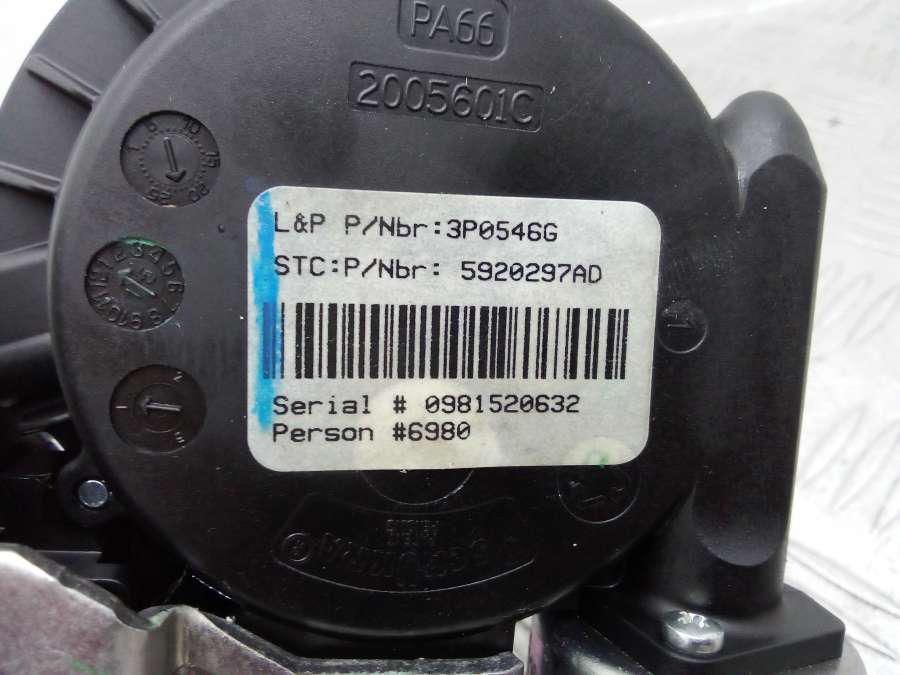 PA66
2005601C
L&P P/Nbr:3P0546G
STC:P/Nbr: 5920297AD
Serial # 0981520632
Person #6980